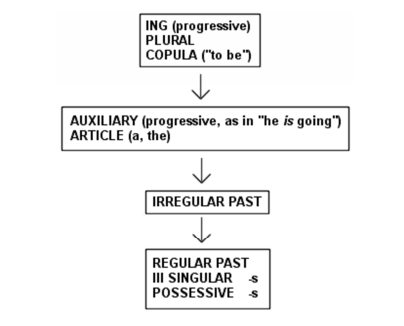 ING (progressive)
PLURAL
COPULA ("to be")
AUXILIARY (progressive, as in "he is going")
ARTICLE (a, the)
IRREGULAR PAST
REGULAR PAST
III SINGULAR -s
POSSESSIVE -s